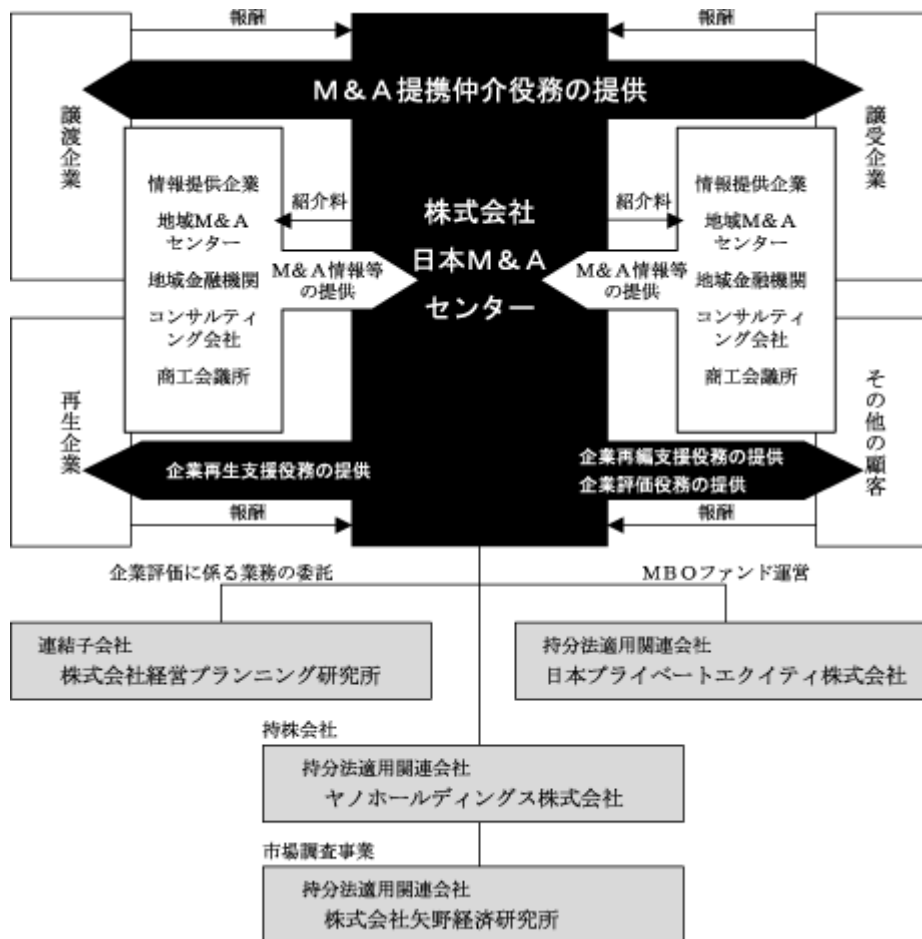 報酬
報酬
M&A提携仲介役務の提供
譲渡企業
譲受企業
情報提供企業
地域M&A
センター
地域金融機関
コンサルティ
ング会社
商工会議所
紹介料
M&A情報等
の提供
株式会社
日本M&A
センター
紹介料
M&A情報等
の提供
情報提供企業
地域M&A
センター
地域金融機関
コンサルティ
ング会社
商工会議所
再生企業
その他の顧客
企業再生支援役務の提供
企業再編支援役務の提供
企業評価役務の提供
報酬
報酬
企業評価に係る業務の委託
MBOファンド運営
連結子会社
株式会社経営プランニング研究所
持分法適用関連会社
日本プライベートエクイティ株式会社
持株会社
持分法適用関連会社
ヤノホールディングス株式会社
市場調査事業
持分法適用関連会社
株式会社矢野経済研究所